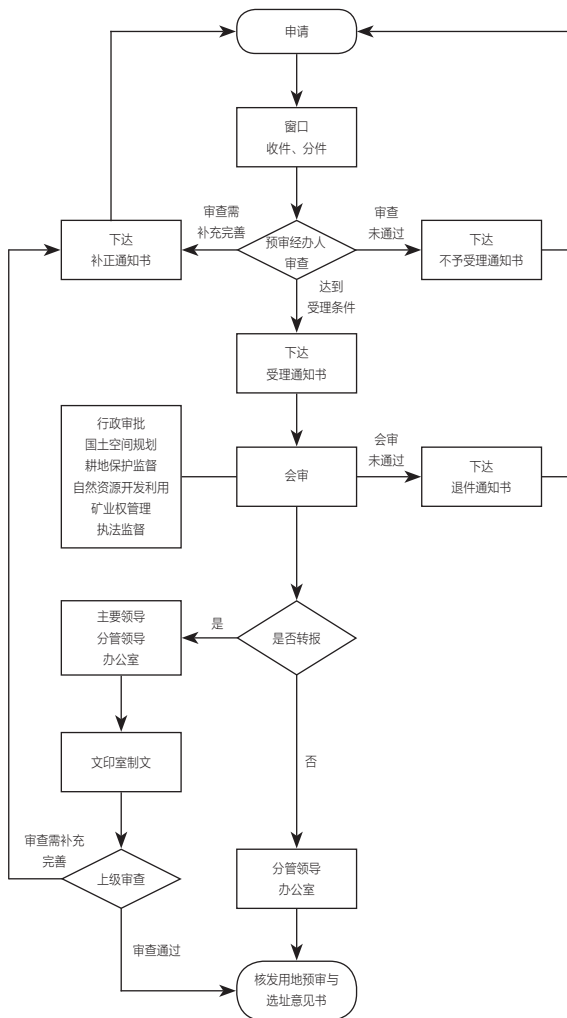 申请
窗口
收件、分件
审查需
补充完善
审查
未通过
下达
补正通知书
预审经办人
审查
下达
不予受理通知书
达到
受理条件
下达
受理通知书
行政审批
国土空间规划
耕地保护监督
自然资源开发利用
矿业权管理
执法监督
会审
会审
未通过
下达
退件通知书
主要领导
分管领导
办公室
是
是否转报
文印室制文
否
审查需补充
完善
上级审查
分管领导
办公室
审查通过
核发用地预审与
选址意见书